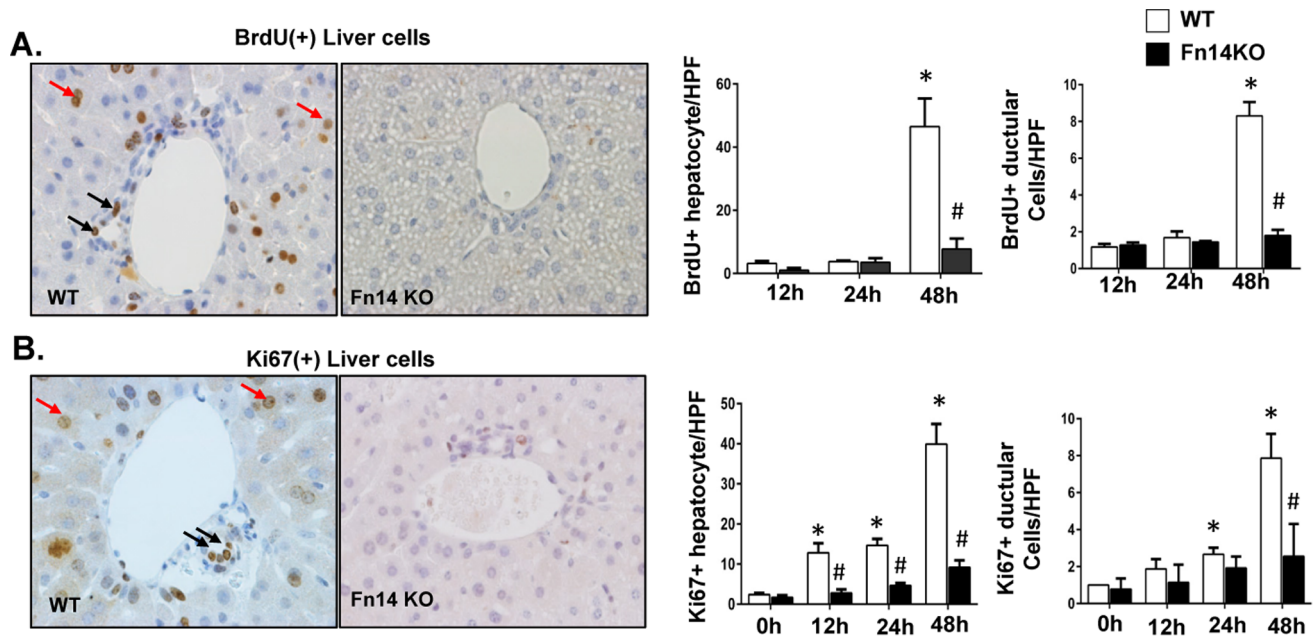 A.
BrdU(+) Liver cells
WT
Fn14 KO
BrdU+ hepatocyte/HPF
60
40
20
0
*
#
12h
24h
48h
WT
Fn14KO
BrdU+ ductular
Cells/HPF
10
8
6
4
2
0
*
#
12h
24h
48h
B.
Ki67(+) Liver cells
WT
Fn14 KO
Ki67+ hepatocyte/HPF
50
40
30
20
10
0
*
#
*
#
*
#
0h
12h
24h
48h
Ki67+ ductular
Cells/HPF
10
8
6
4
2
0
*
*
#
0h
12h
24h
48h